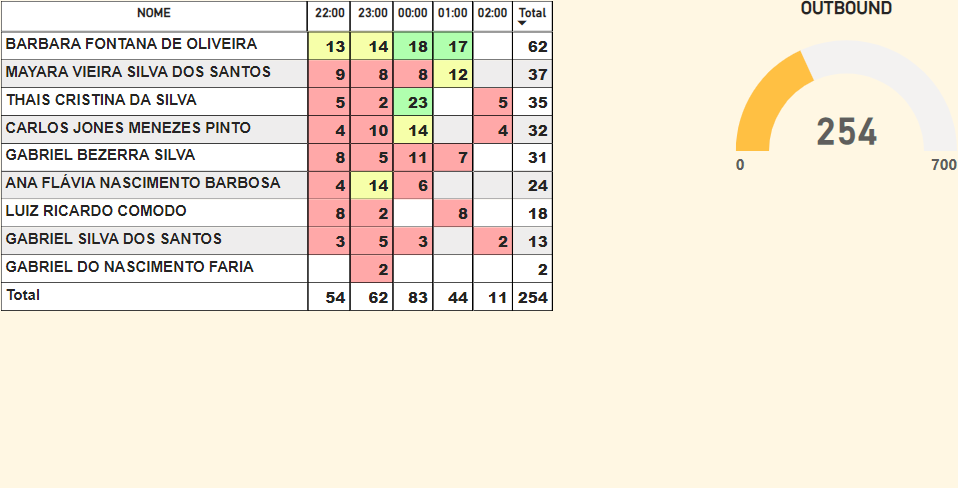 NOME 22:00 23:00 00:00 01:00 02:00 Total
BARBARA FONTANA DE OLIVEIRA 13 14 18 17 62
MAYARA VIEIRA SILVA DOS SANTOS 9 8 8 12 37
THAIS CRISTINA DA SILVA 5 2 23 5 35
CARLOS JONES MENEZES PINTO 4 10 14 4 32
GABRIEL BEZERRA SILVA 8 5 11 7 31
ANA FLÁVIA NASCIMENTO BARBOSA 4 14 6 24
LUIZ RICARDO COMODO 8 2 8 18
GABRIEL SILVA DOS SANTOS 3 5 3 2 13
GABRIEL DO NASCIMENTO FARIA 2 2
Total 54 62 83 44 11 254
OUTBOUND
254
0 700